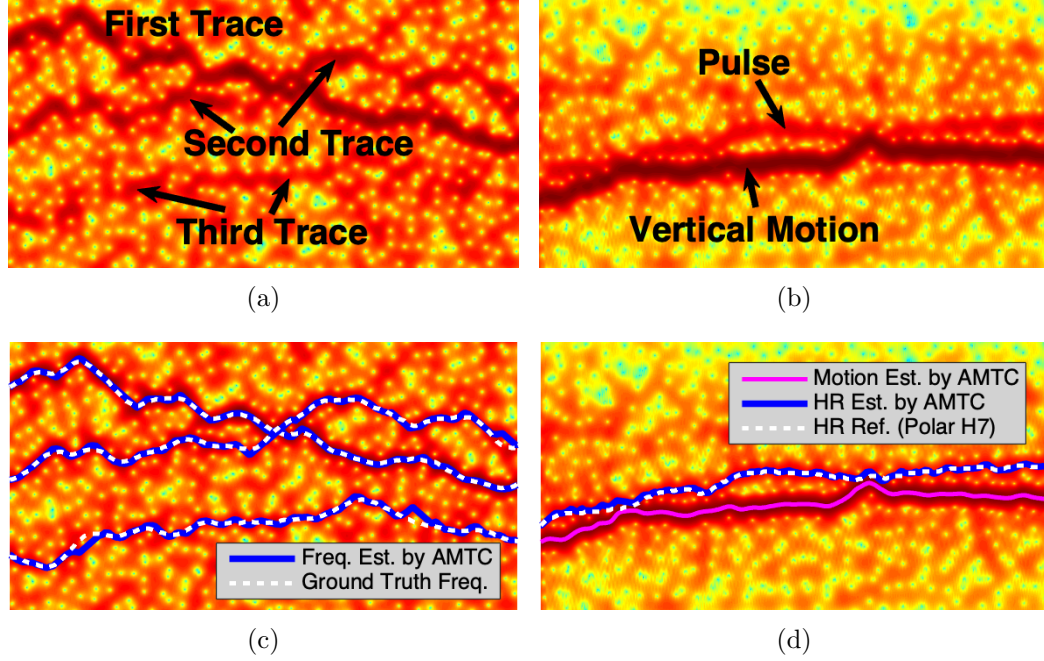 First Trace
Second Trace
Third Trace
(a)
Pulse
Vertical Motion
(b)
Freq. Est. by AMTC
Ground Truth Freq.
(c)
Motion Est. by AMTC
HR Est. by AMTC
HR Ref. (Polar H7)
(d)